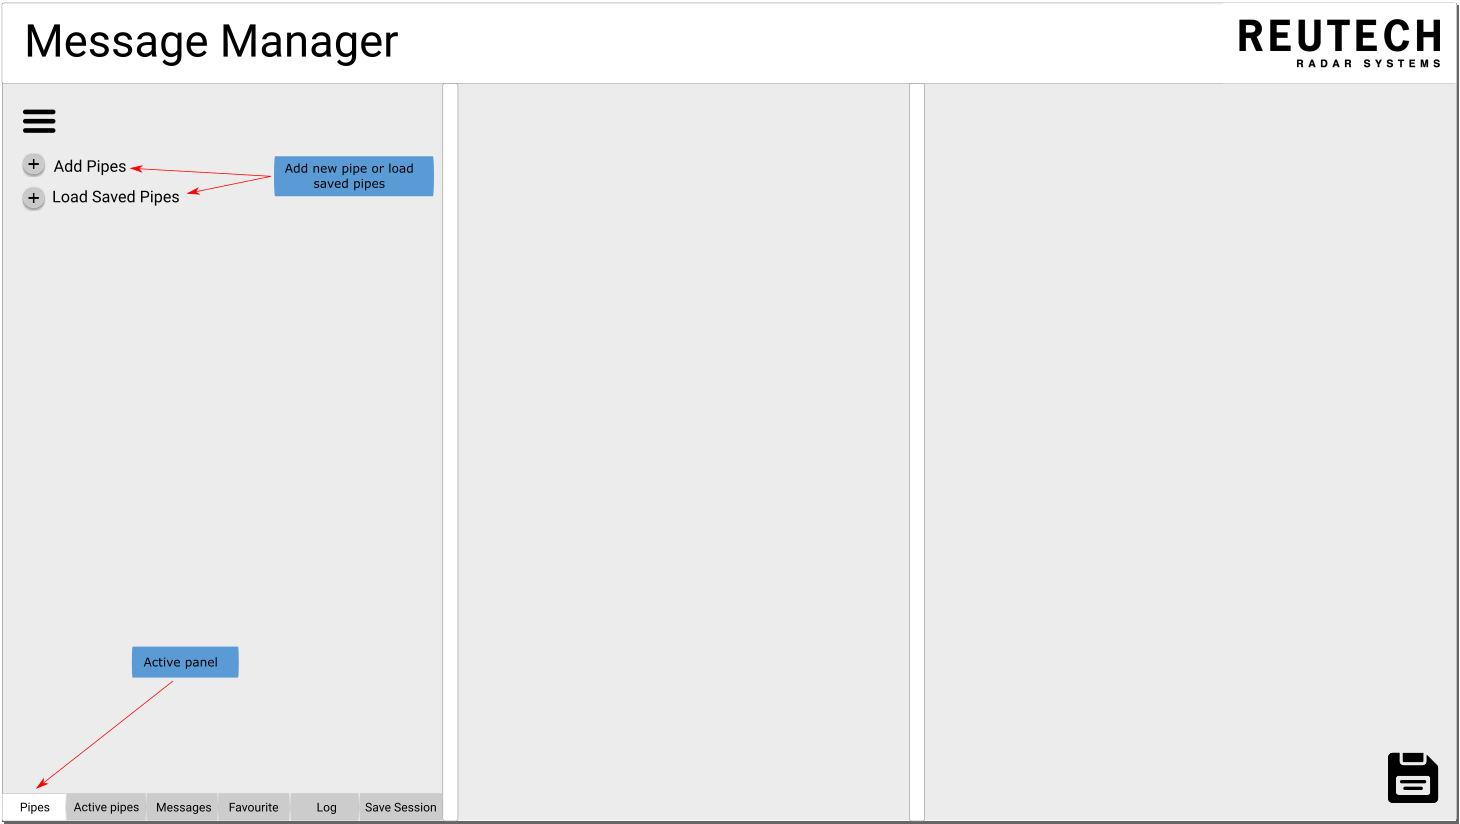 Message Manager
REUTECH
RADAR SYSTEMS
Add Pipes
Add new pipe or load
saved pipes
Load Saved Pipes
Active panel
Pipes
Active pipes
Messages
Favourite
Log
Save Session